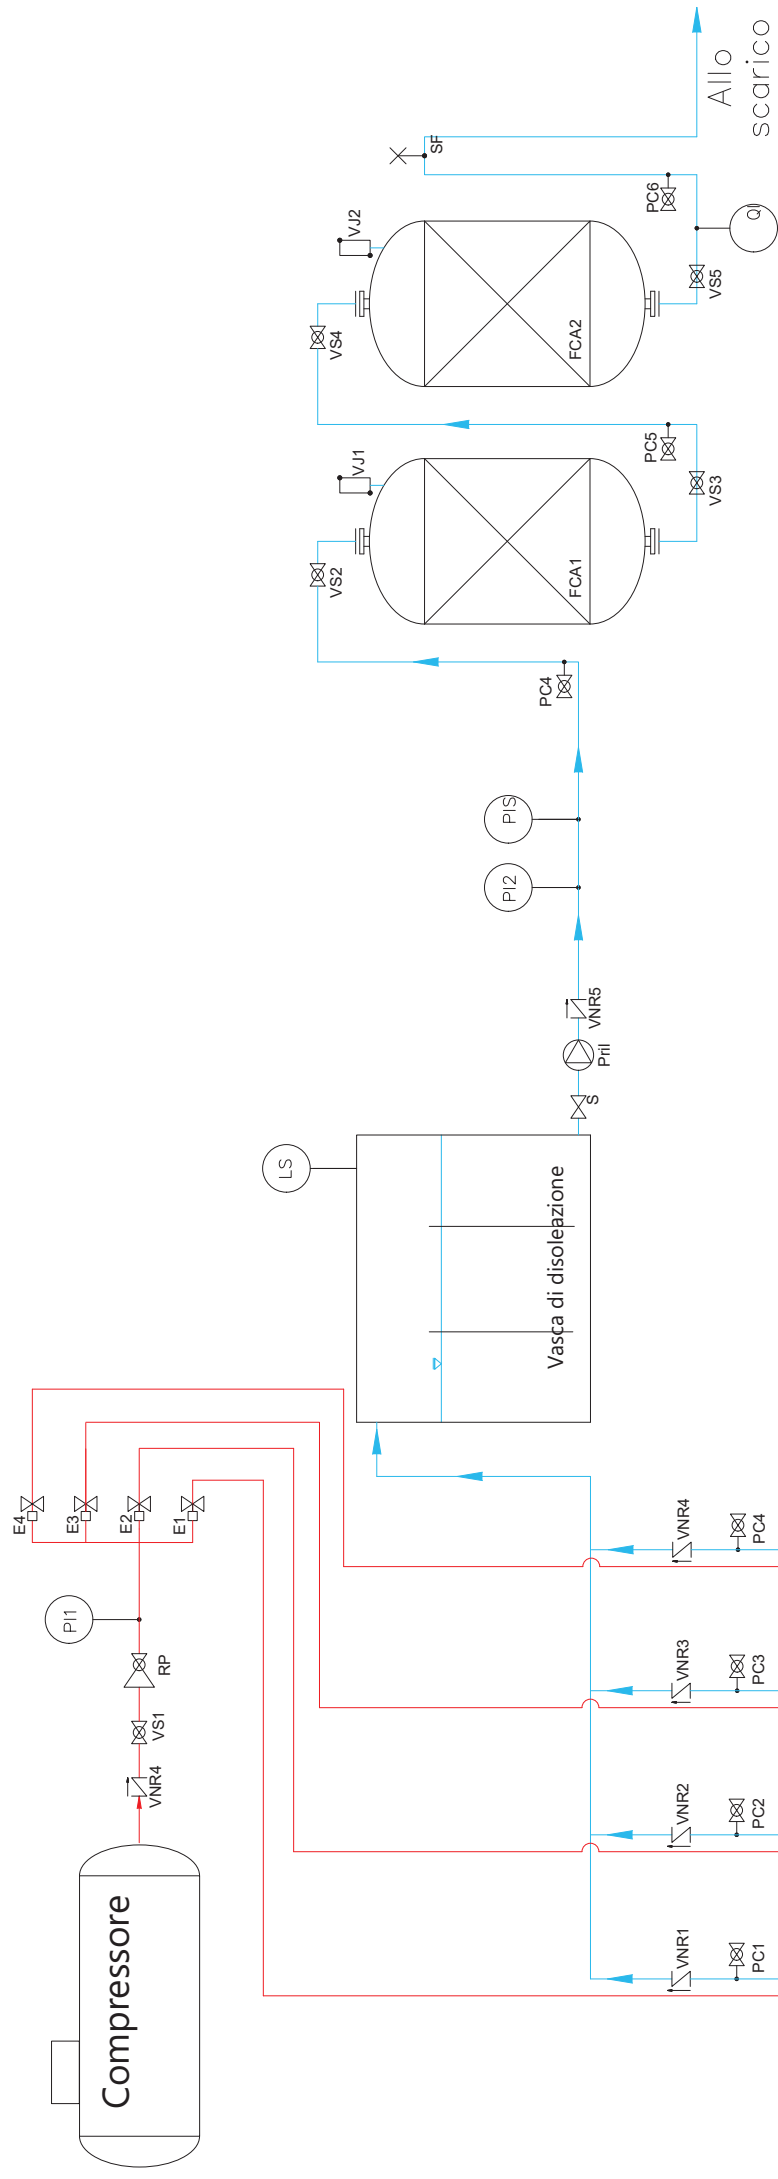 Compressore
VNR4
VS1
RP
PI1
E4
E3
E2
E1
LS
Vasca di disoleazione
S
Pril
VNR5
PI2
PIS
PC4
VS2
VJ1
FCA1
VS3
PC5
VS4
VJ2
FCA2
VS5
QI
PC6
SF
Allo
scarico
VNR1
PC1
VNR2
PC2
VNR3
PC3
VNR4
PC4